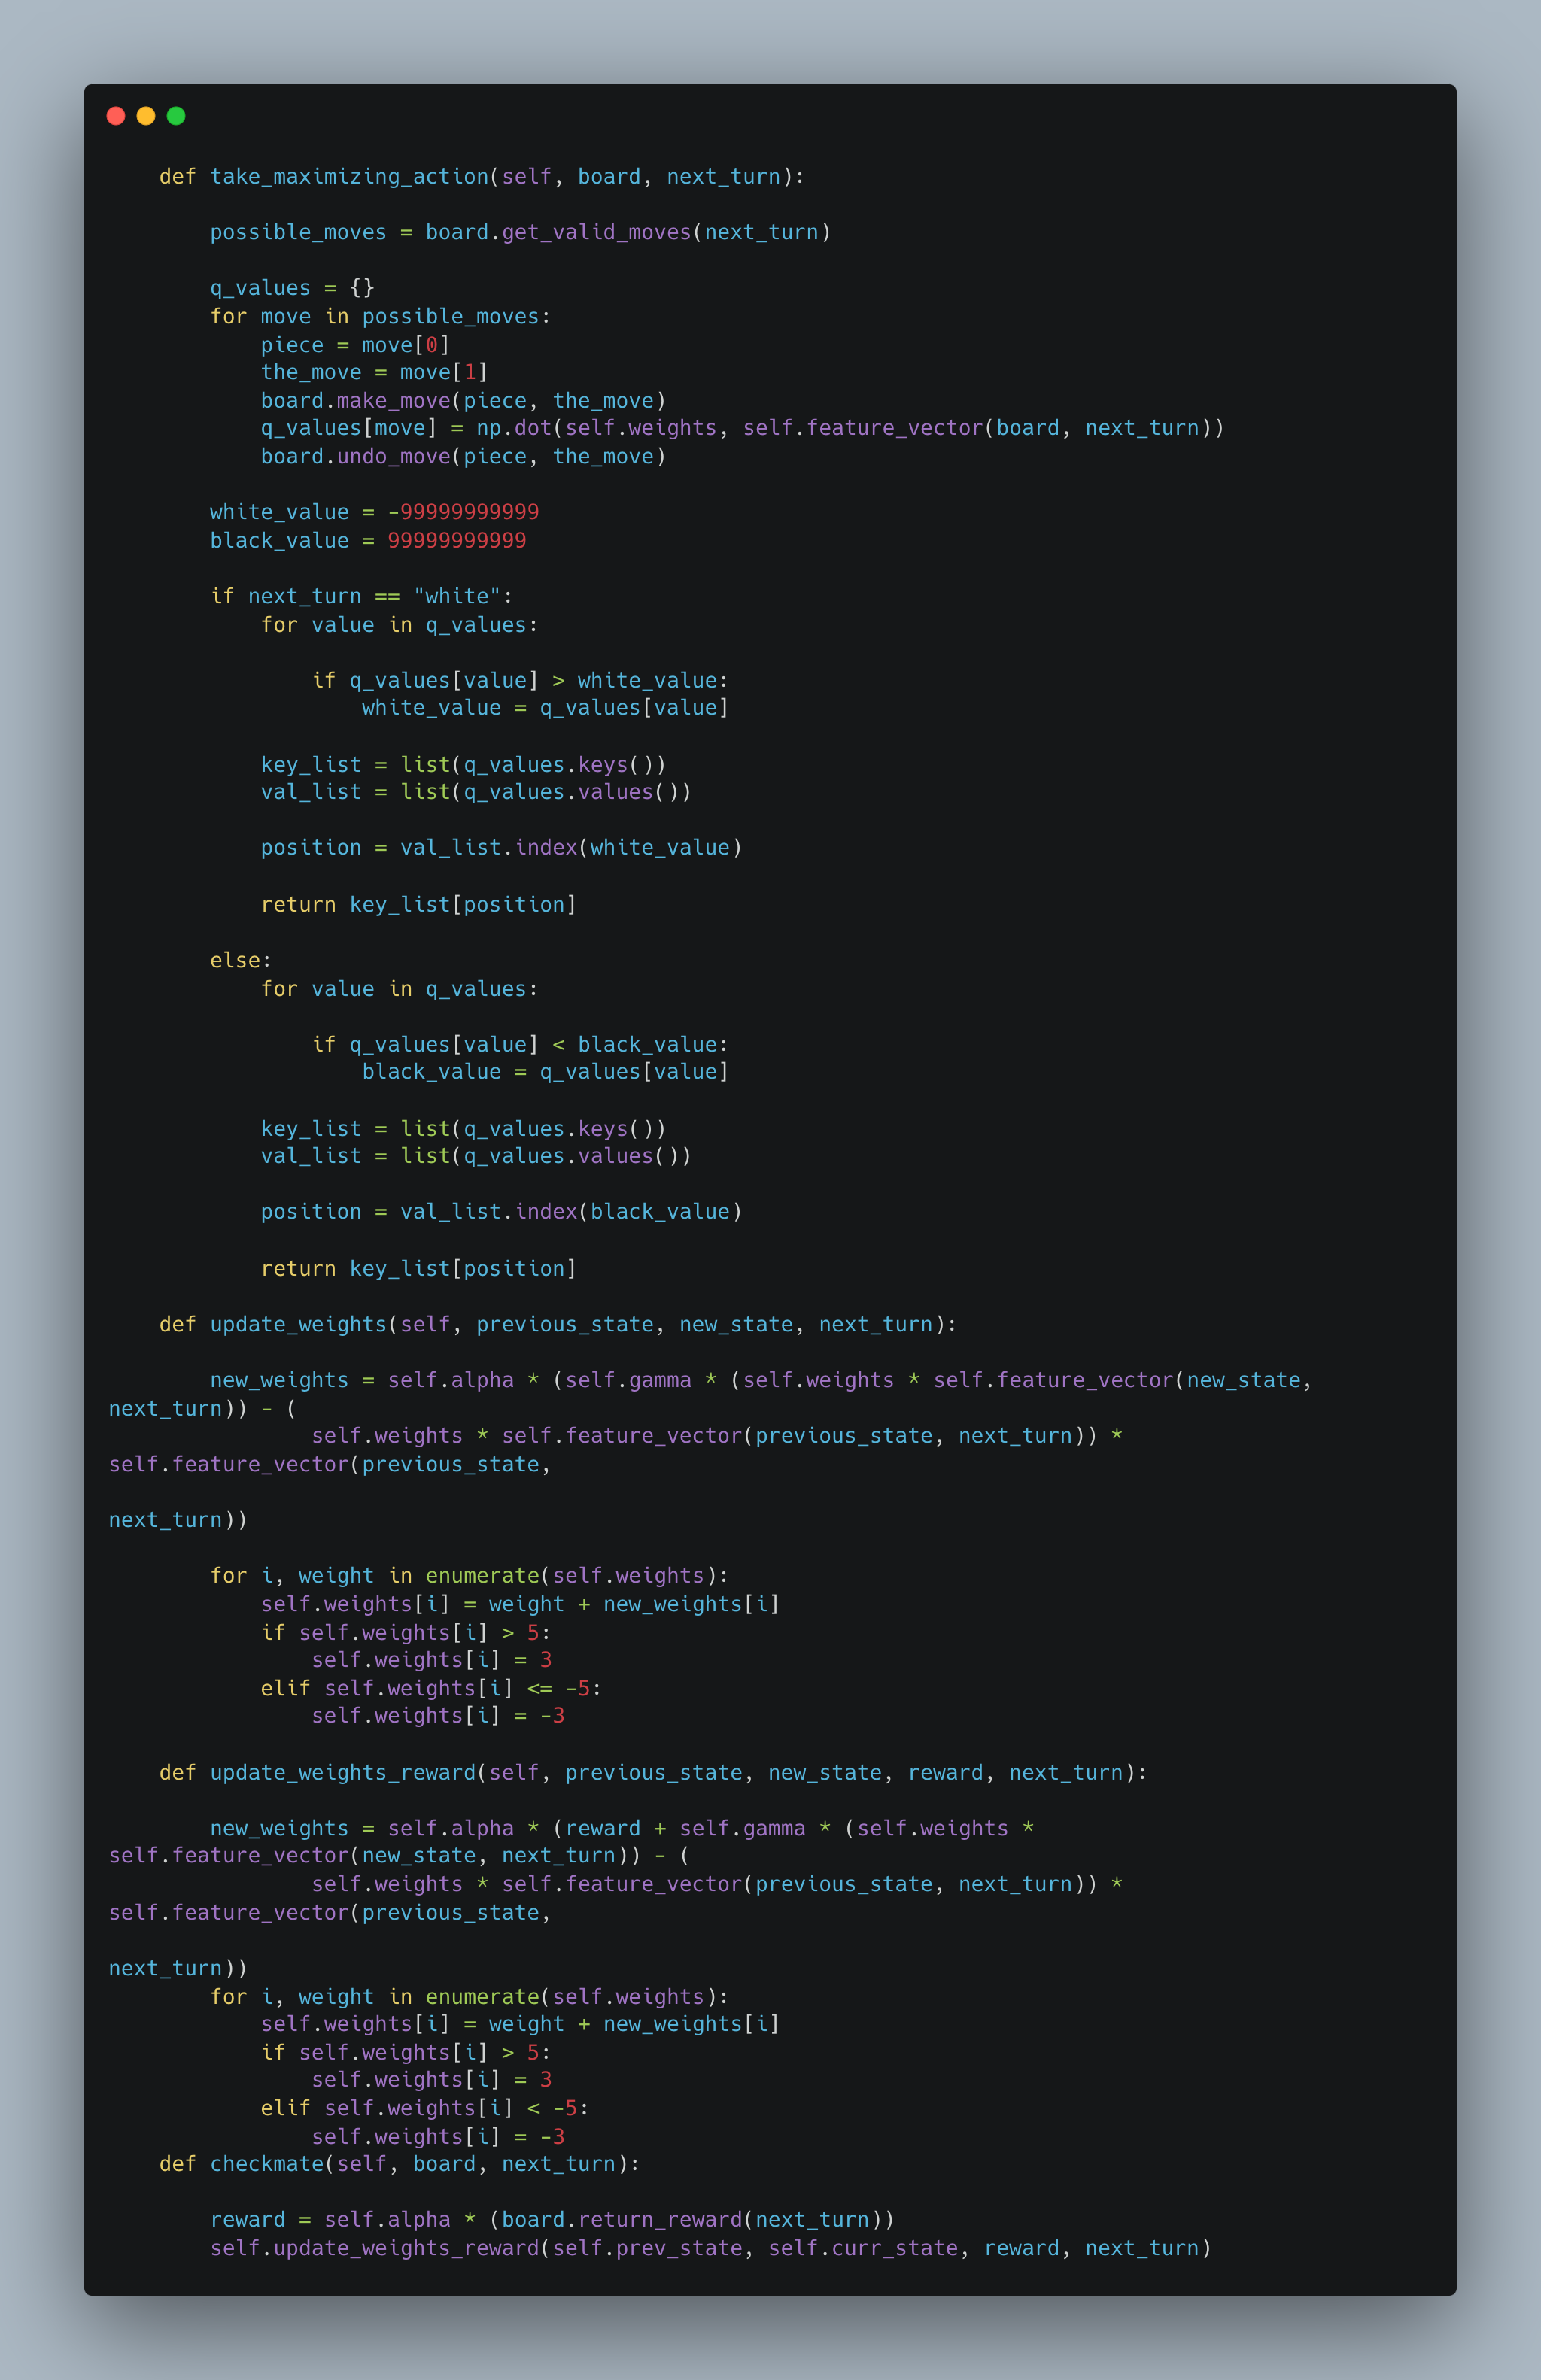 def take_maximizing_action(self, board, next_turn):

        possible_moves = board.get_valid_moves(next_turn)

        q_values = {}
        for move in possible_moves:
            piece = move[0]
            the_move = move[1]
            board.make_move(piece, the_move)
            q_values[move] = np.dot(self.weights, self.feature_vector(board, next_turn))
            board.undo_move(piece, the_move)

        white_value = -99999999999
        black_value = 99999999999

        if next_turn == "white":
            for value in q_values:

                if q_values[value] > white_value:
                    white_value = q_values[value]

            key_list = list(q_values.keys())
            val_list = list(q_values.values())

            position = val_list.index(white_value)

            return key_list[position]

        else:
            for value in q_values:

                if q_values[value] < black_value:
                    black_value = q_values[value]

            key_list = list(q_values.keys())
            val_list = list(q_values.values())

            position = val_list.index(black_value)

            return key_list[position]

    def update_weights(self, previous_state, new_state, next_turn):

        new_weights = self.alpha * (self.gamma * (self.weights * self.feature_vector(new_state,
next_turn)) - (
                self.weights * self.feature_vector(previous_state, next_turn)) *
self.feature_vector(previous_state,

next_turn))

        for i, weight in enumerate(self.weights):
            self.weights[i] = weight + new_weights[i]
            if self.weights[i] > 5:
                self.weights[i] = 3
            elif self.weights[i] <= -5:
                self.weights[i] = -3

    def update_weights_reward(self, previous_state, new_state, reward, next_turn):

        new_weights = self.alpha * (reward + self.gamma * (self.weights *
self.feature_vector(new_state, next_turn)) - (
                self.weights * self.feature_vector(previous_state, next_turn)) *
self.feature_vector(previous_state,

next_turn))
        for i, weight in enumerate(self.weights):
            self.weights[i] = weight + new_weights[i]
            if self.weights[i] > 5:
                self.weights[i] = 3
            elif self.weights[i] < -5:
                self.weights[i] = -3
    def checkmate(self, board, next_turn):

        reward = self.alpha * (board.return_reward(next_turn))
        self.update_weights_reward(self.prev_state, self.curr_state, reward, next_turn)